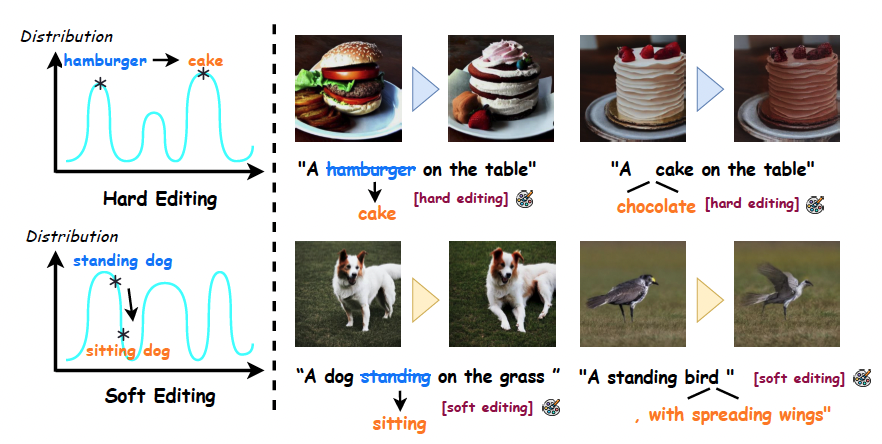 Distribution
hamburger → cake
* *
Hard Editing
"A hamburger on the table"
cake
[hard editing]
"A cake on the table"
chocolate
[hard editing]
Distribution
standing dog
*
*
sitting dog
Soft Editing
“A dog standing on the grass ”
sitting
[soft editing]
"A standing bird "
[soft editing]
, with spreading wings"